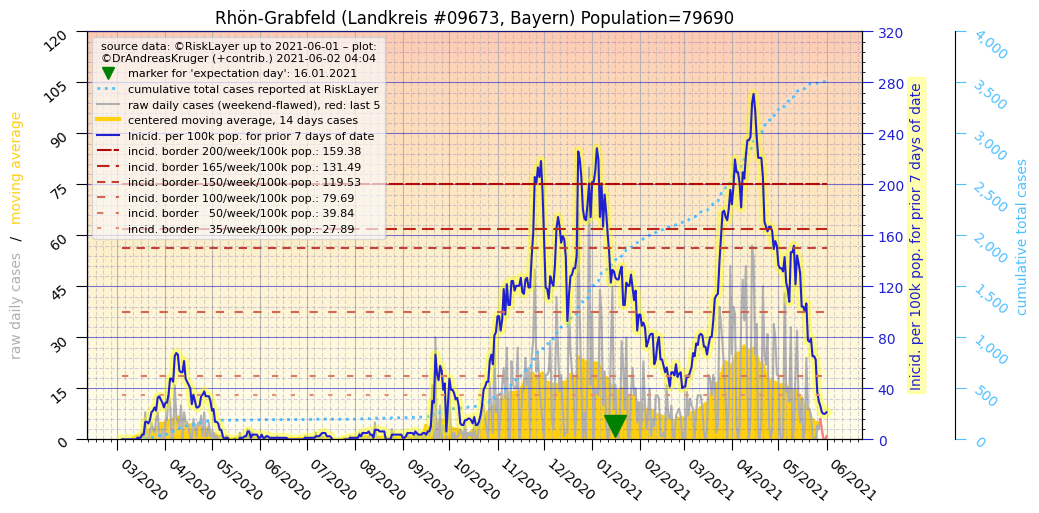 Rhön-Grabfeld (Landkreis #09673, Bayern) Population=79690
source data: ©RiskLayer up to 2021-06-01 – plot:
©DrAndreasKruger (+contrib.) 2021-06-02 04:04
marker for 'expectation day': 16.01.2021
cumulative total cases reported at RiskLayer
raw daily cases (weekend-flawed), red: last 5
centered moving average, 14 days cases
Inicid. per 100k pop. for prior 7 days of date
incid. border 200/week/100k pop.: 159.38
incid. border 165/week/100k pop.: 131.49
incid. border 150/week/100k pop.: 119.53
incid. border 100/week/100k pop.: 79.69
incid. border   50/week/100k pop.: 39.84
incid. border   35/week/100k pop.: 27.89
raw daily cases / moving average
120
105
90
75
60
45
30
15
0
03/2020
04/2020
05/2020
06/2020
07/2020
08/2020
09/2020
10/2020
11/2020
12/2020
01/2021
02/2021
03/2021
04/2021
05/2021
06/2021
320
280
240
200
160
120
80
40
0
Inicid. per 100k pop. for prior 7 days of date
4,000
3,500
3,000
2,500
2,000
1,500
1,000
500
0
cumulative total cases